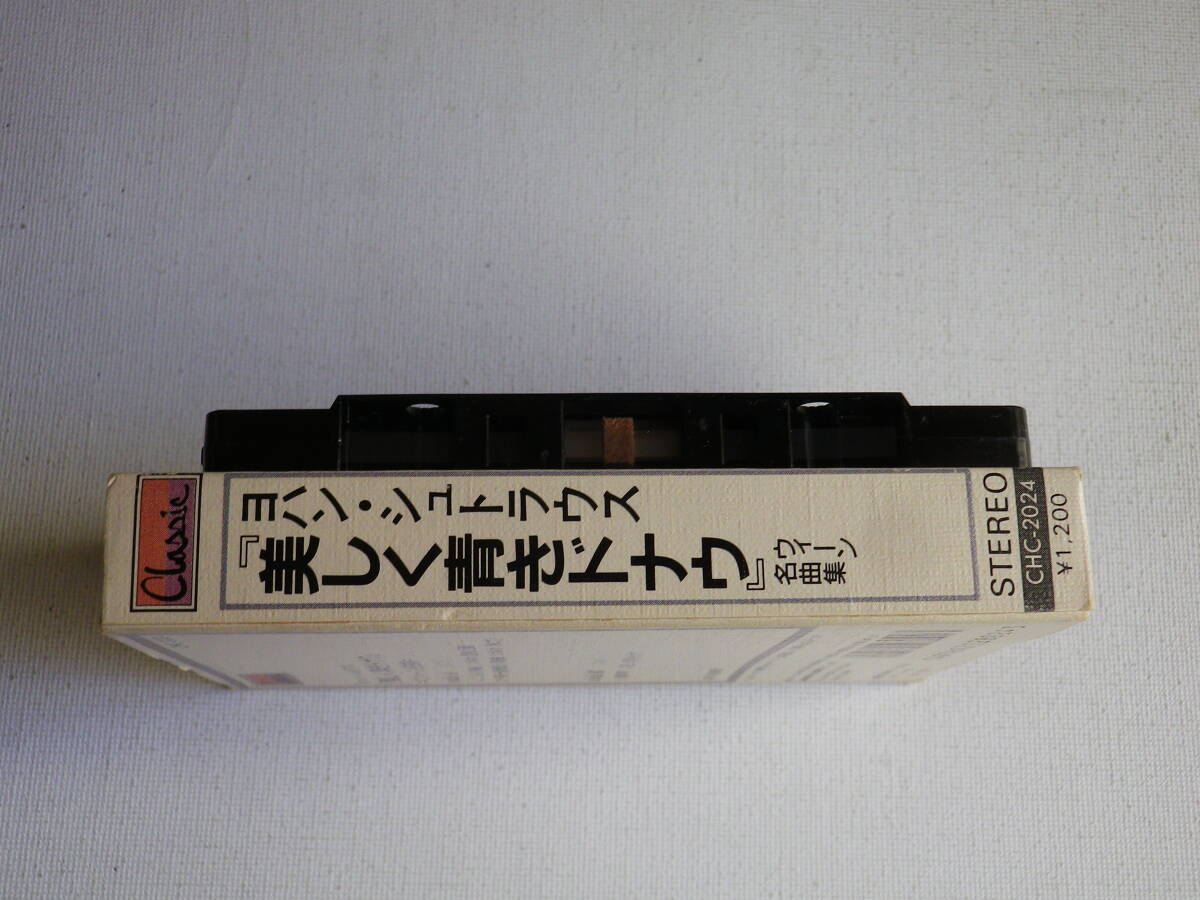 Classic
ヨハン・シュトラウス
『美しく青きドナウ』
ウィーン
名曲集
STEREO
CHC-2024
¥1,200